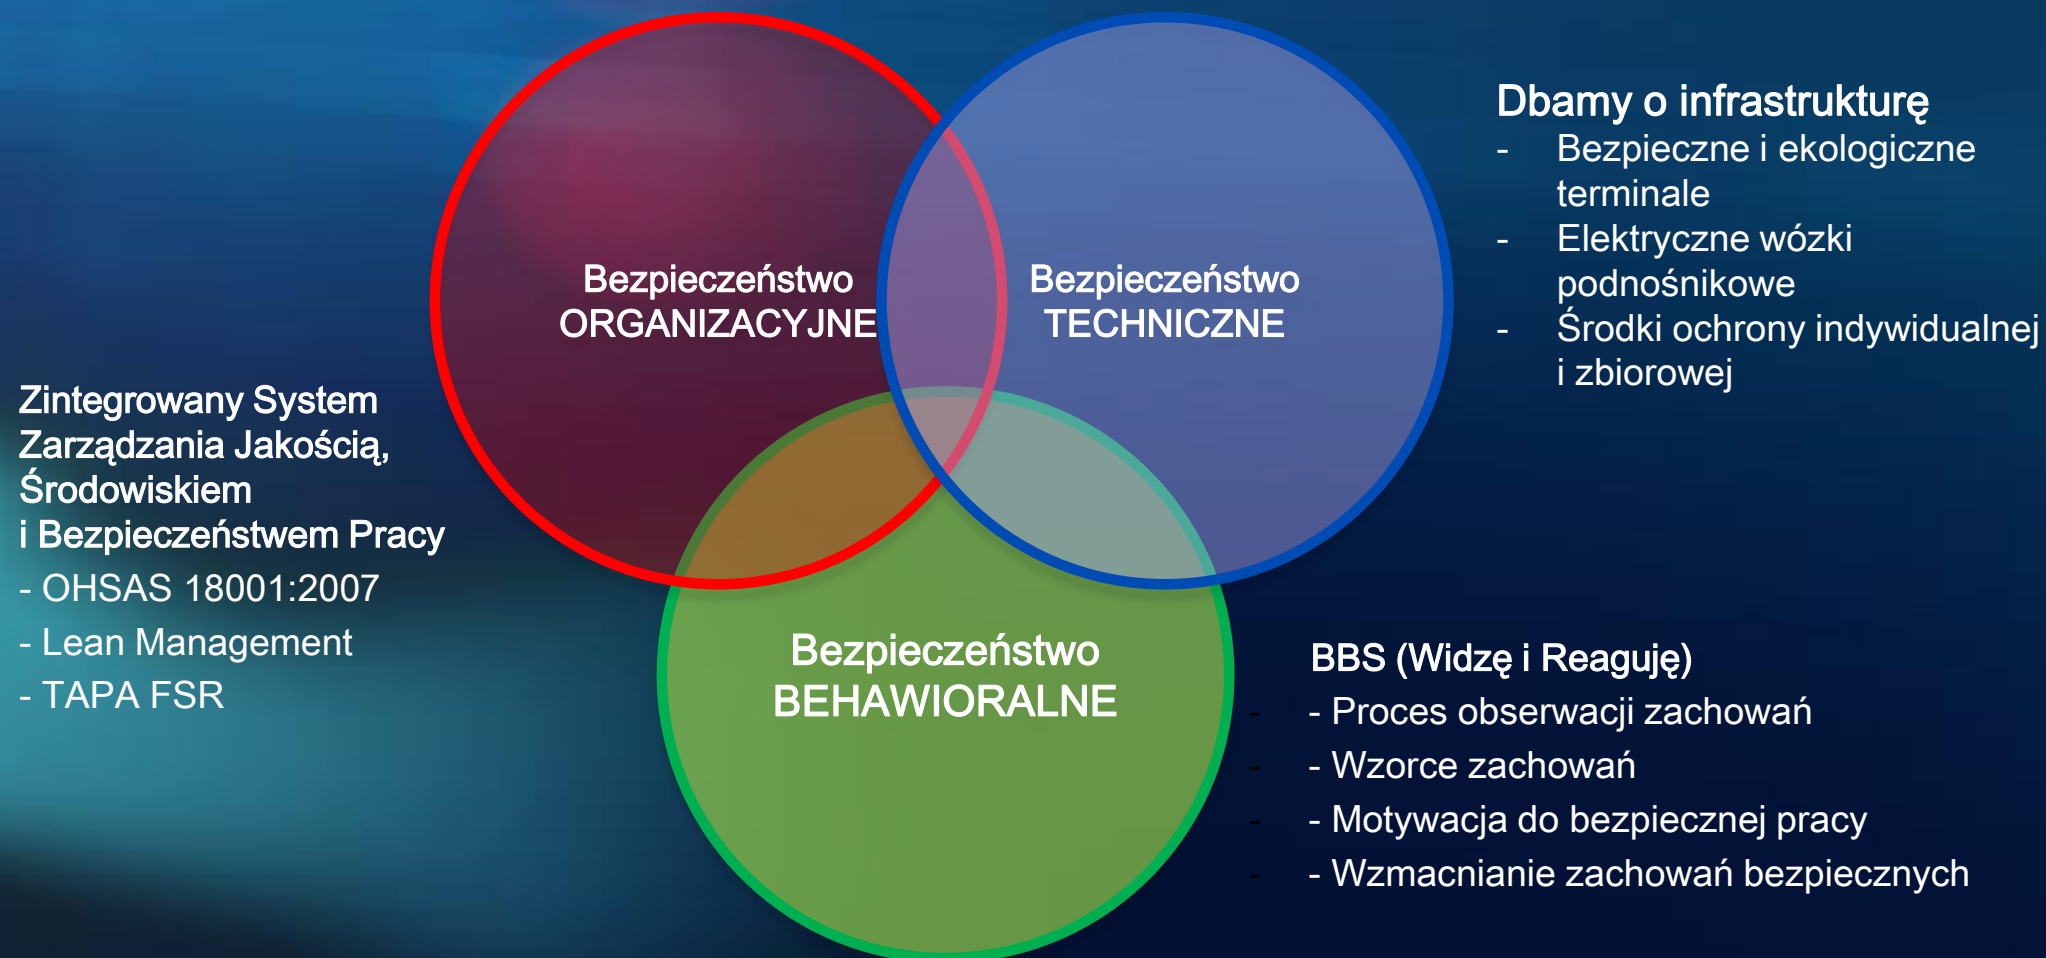 Bezpieczeństwo
ORGANIZACYJNE
Bezpieczeństwo
TECHNICZNE
Bezpieczeństwo
BEHAWIORALNE
Zintegrowany System
Zarządzania Jakością,
Środowiskiem
i Bezpieczeństwem Pracy
- OHSAS 18001:2007
- Lean Management
- TAPA FSR
Dbamy o infrastrukturę
- Bezpieczne i ekologiczne
terminale
- Elektryczne wózki
podnośnikowe
- Środki ochrony indywidualnej
i zbiorowej
BBS (Widzę i Reaguję)
- - Proces obserwacji zachowań
- - Wzorce zachowań
- - Motywacja do bezpiecznej pracy
- - Wzmacnianie zachowań bezpiecznych